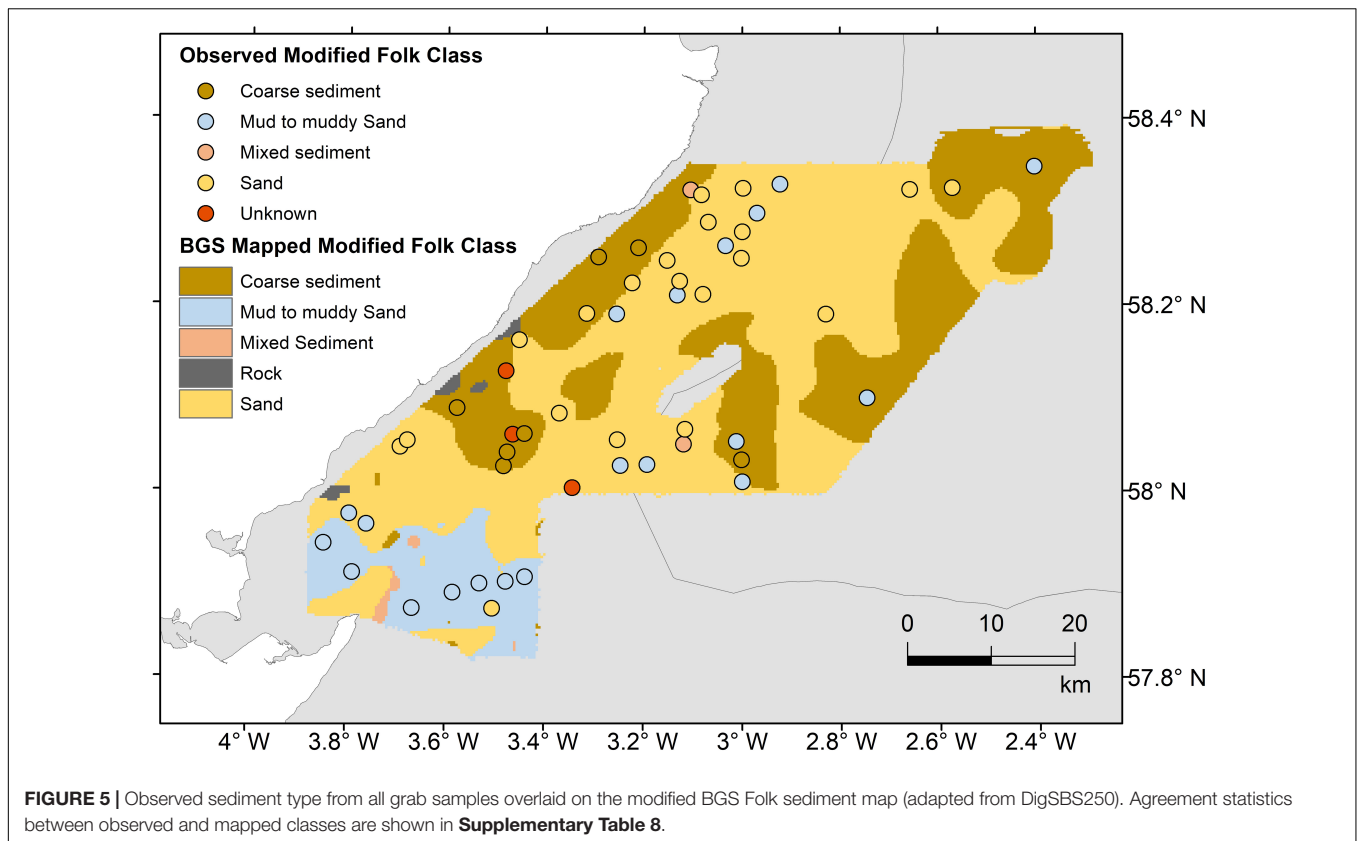 Observed Modified Folk Class
Coarse sediment
Mud to muddy Sand
Mixed sediment
Sand
Unknown
BGS Mapped Modified Folk Class
Coarse sediment
Mud to muddy Sand
Mixed Sediment
Rock
Sand
58.4° N
58.2° N
58° N
57.8° N
0 10 20
km
4° W 3.8° W 3.6° W 3.4° W 3.2° W 3° W 2.8° W 2.6° W 2.4° W
FIGURE 5 | Observed sediment type from all grab samples overlaid on the modified BGS Folk sediment map (adapted from DigSBS250). Agreement statistics
between observed and mapped classes are shown in Supplementary Table 8.